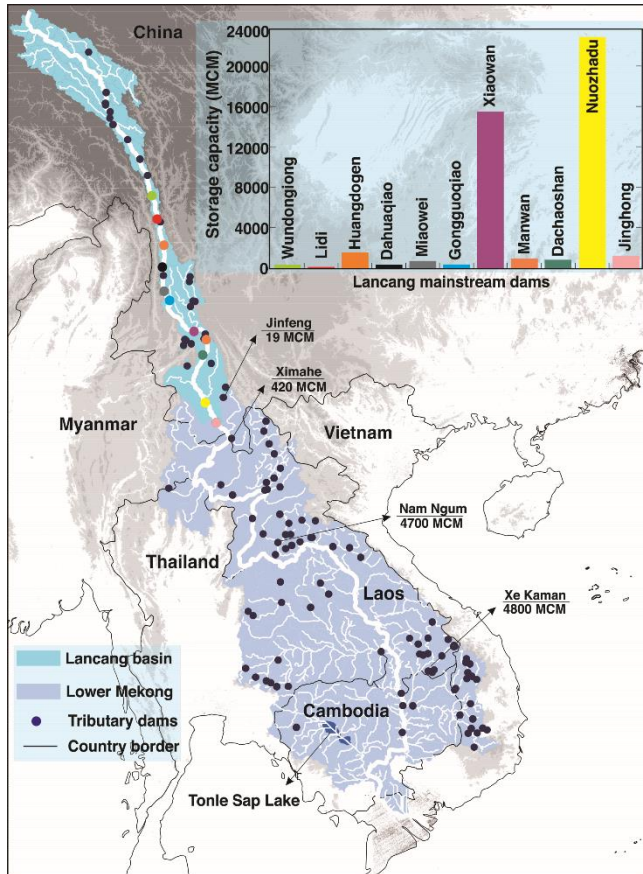 China
Storage capacity (MCM)
24000
20000
16000
12000
8000
4000
0
Wundongiong
Lidi
Huangdogen
Dahuaqiao
Miaowei
Gongguoqiao
Xiaowan
Manwan
Dachaoshan
Nuozhadu
Jinghong
Lancang mainstream dams
Jinfeng
19 MCM
Ximahe
420 MCM
Myanmar
Vietnam
Nam Ngum
4700 MCM
Thailand
Laos
Xe Kaman
4800 MCM
Lancang basin
Lower Mekong
Tributary dams
Country border
Cambodia
Tonle Sap Lake